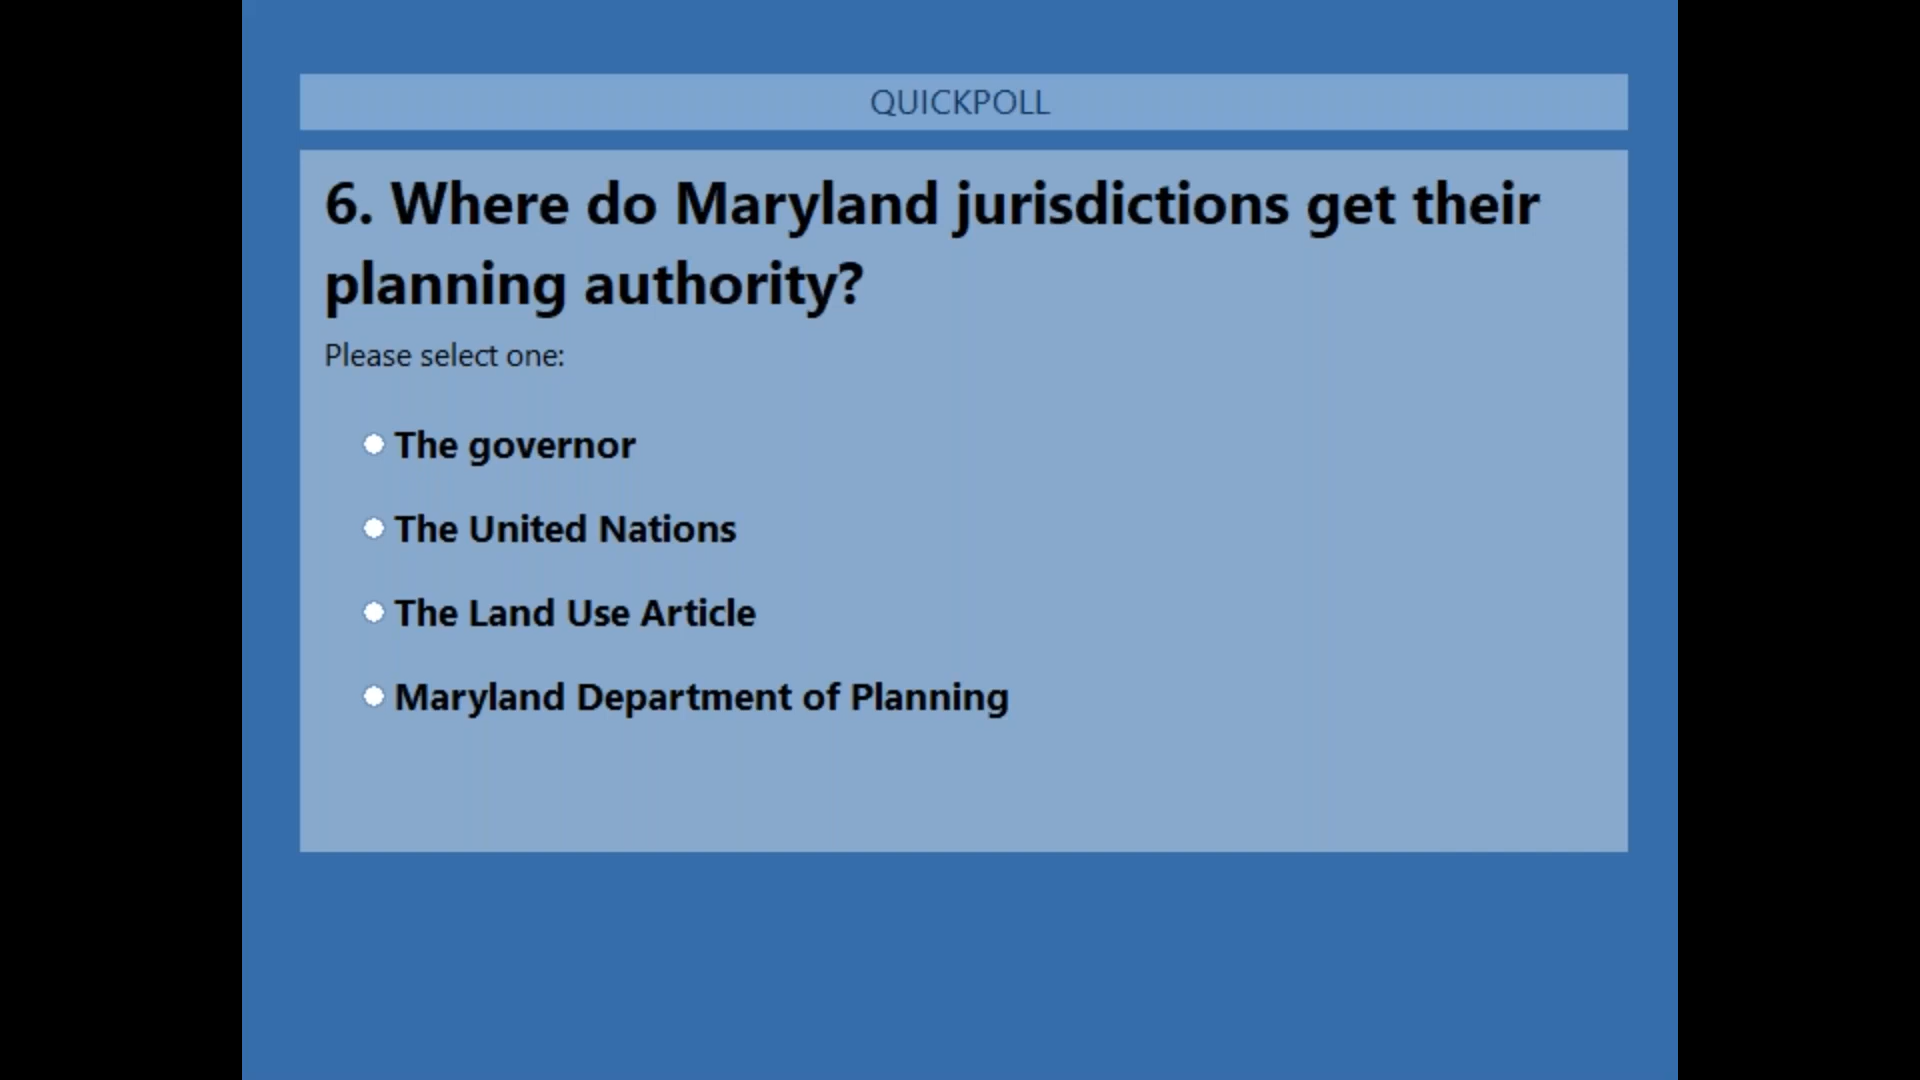 QUICKPOLL
6. Where do Maryland jurisdictions get their
planning authority?
Please select one:
The governor
The United Nations
The Land Use Article
Maryland Department of Planning